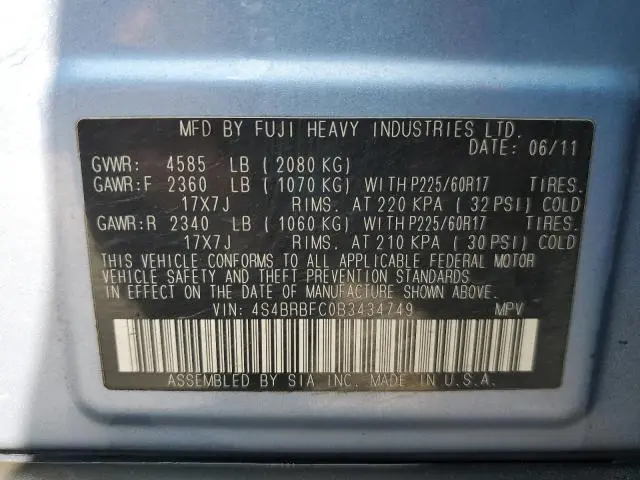 MFD BY FUJI HEAVY INDUSTRIES LTD.
DATE: 06/11
GVWR: 4585 LB ( 2080 KG)
GAWR:F 2360 LB ( 1070 KG) WITH P225/60R17 TIRES.
17X7J RIMS. AT 220 KPA ( 32 PSI) COLD
GAWR:R 2340 LB ( 1060 KG) WITH P225/60R17 TIRES.
17X7J RIMS. AT 210 KPA ( 30 PSI) COLD
THIS VEHICLE CONFORMS TO ALL APPLICABLE FEDERAL MOTOR
VEHICLE SAFETY AND THEFT PREVENTION STANDARDS
IN EFFECT ON THE DATE OF MANUFACTURE SHOWN ABOVE.
VIN: 4S4BRBFC0B3434749 MPV
ASSEMBLED BY SIA INC. MADE IN U.S.A.